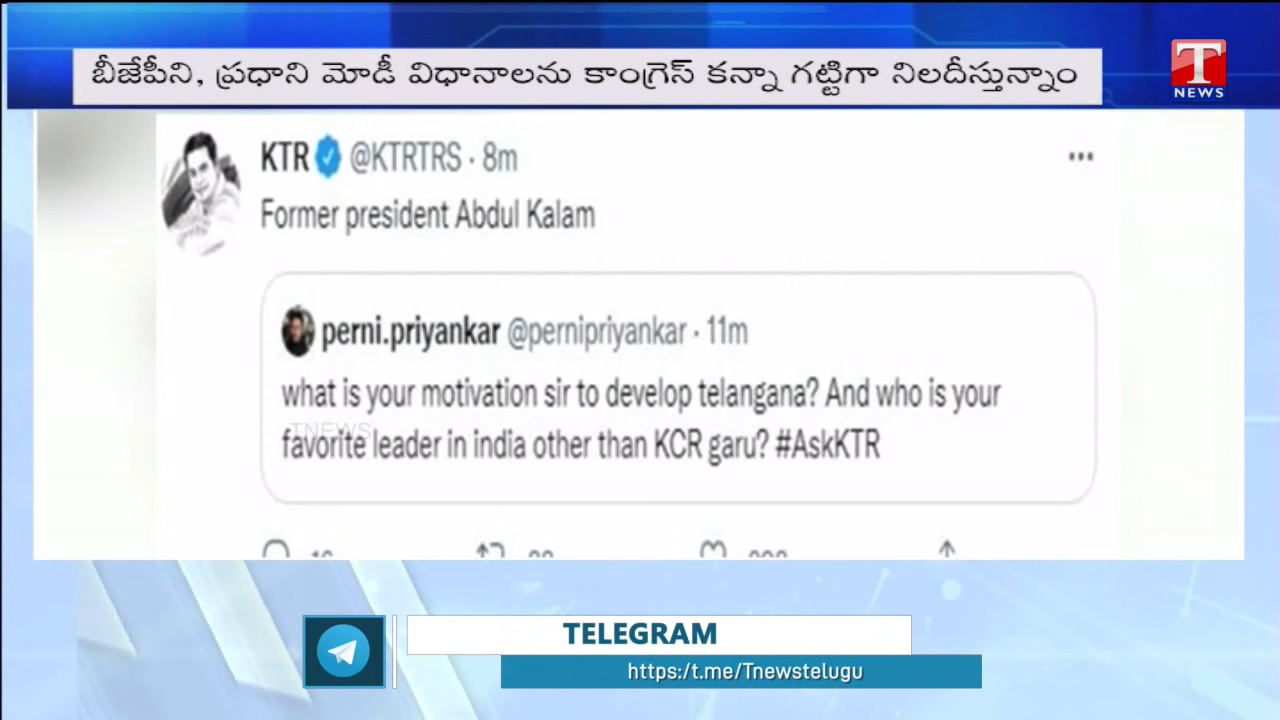 బీజేపీని, ప్రధాని మోడీ విధానాలను కాంగ్రెస్ కన్నా గట్టిగా నిలదీస్తున్నాం
T
NEWS
KTR @KTRTRS · 8m
Former president Abdul Kalam
perni.priyankar @pernipriyankar · 11m
what is your motivation sir to develop telangana? And who is your
favorite leader in india other than KCR garu? #AskKTR
TNEWS
TELEGRAM
https:/t.me/Tnewstelugu